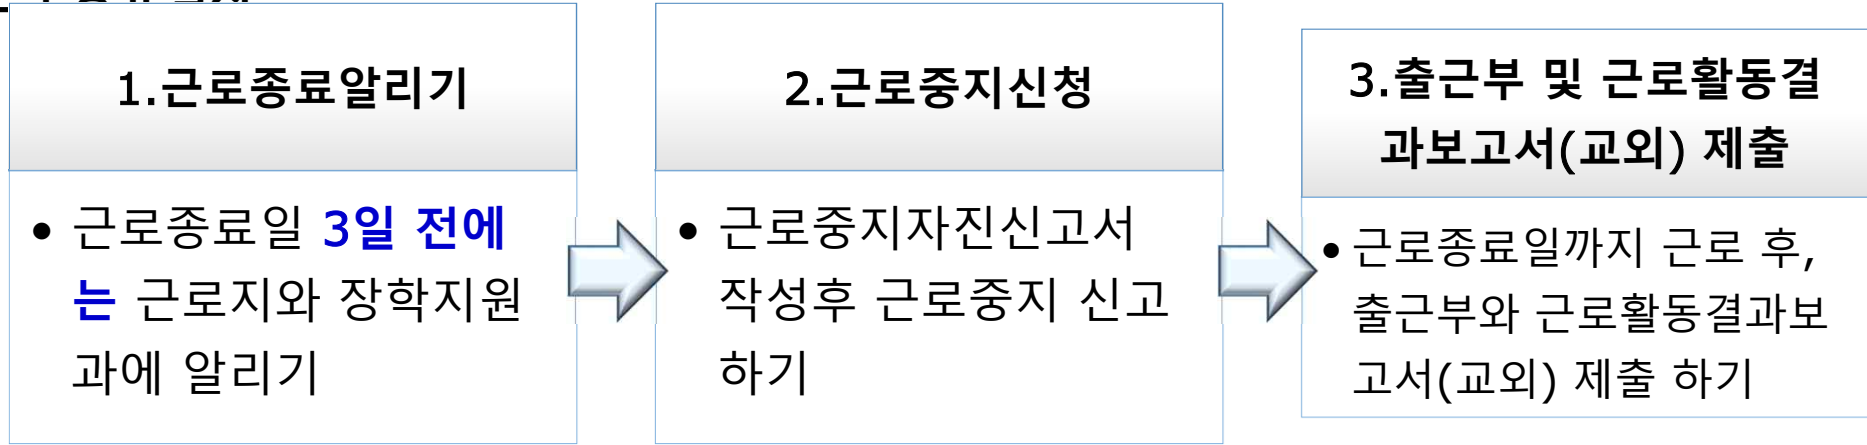 1.근로종료알리기
• 근로종료일 3일 전에
는 근로지와 장학지원
과에 알리기
2.근로중지신청
• 근로중지자진신고서
작성후 근로중지 신고
하기
3.출근부 및 근로활동결
과보고서(교외) 제출
• 근로종료일까지 근로 후,
출근부와 근로활동결과보
고서(교외) 제출 하기